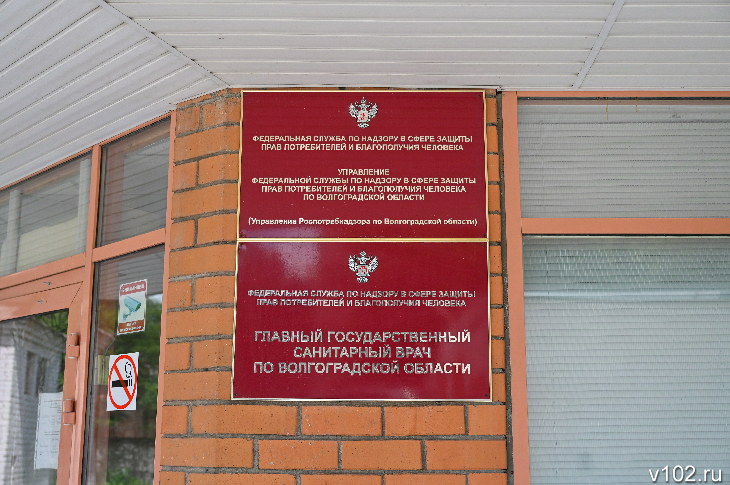 ФЕДЕРАЛЬНАЯ СЛУЖБА ПО НАДЗОРУ В СФЕРЕ ЗАЩИТЫ
ПРАВ ПОТРЕБИТЕЛЕЙ И БЛАГОПОЛУЧИЯ ЧЕЛОВЕКА
УПРАВЛЕНИЕ
ФЕДЕРАЛЬНОЙ СЛУЖБЫ ПО НАДЗОРУ В СФЕРЕ ЗАЩИТЫ
ПРАВ ПОТРЕБИТЕЛЕЙ И БЛАГОПОЛУЧИЯ ЧЕЛОВЕКА
ПО ВОЛГОГРАДСКОЙ ОБЛАСТИ
(Управление Роспотребнадзора по Волгоградской области)
ФЕДЕРАЛЬНАЯ СЛУЖБА ПО НАДЗОРУ В СФЕРЕ ЗАЩИТЫ
ПРАВ ПОТРЕБИТЕЛЕЙ И БЛАГОПОЛУЧИЯ ЧЕЛОВЕКА
ГЛАВНЫЙ ГОСУДАРСТВЕННЫЙ
САНИТАРНЫЙ ВРАЧ
ПО ВОЛГОГРАДСКОЙ ОБЛАСТИ
v102.ru